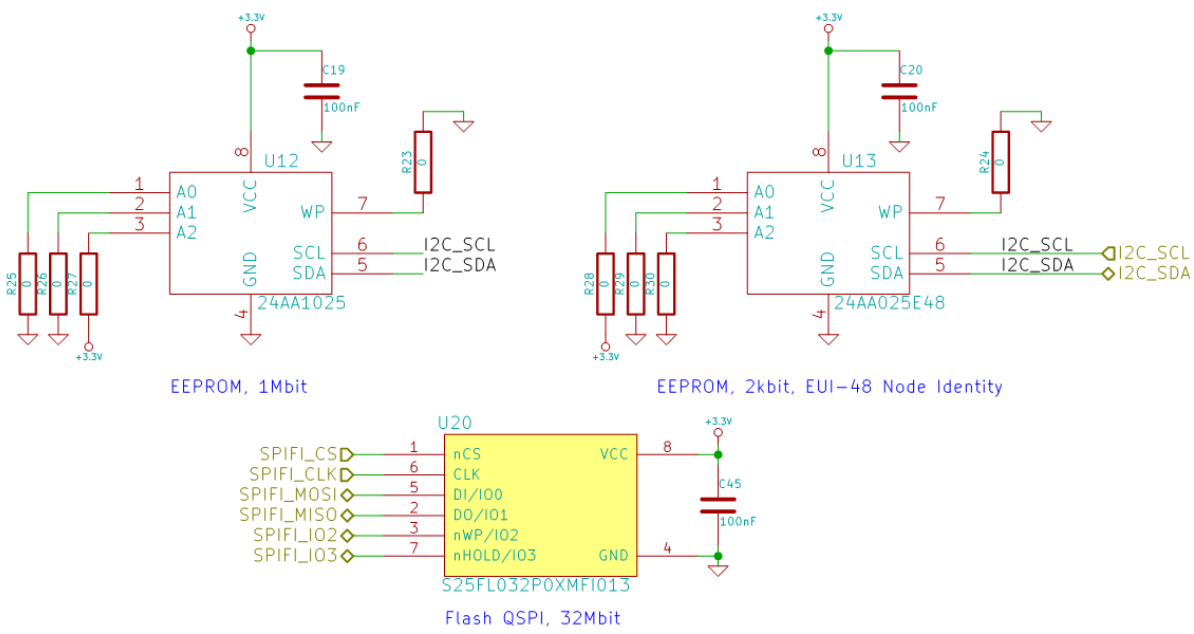 +3.3V
C19
100nF
8
U12
VCC
R23
0
1
A0
2
A1
3
A2
WP
7
SCL
6
I2C_SCL
SDA
5
I2C_SDA
GND
4
24AA1025
R25
0
R26
0
R27
0
+3.3V
EEPROM, 1Mbit
+3.3V
C20
100nF
8
U13
VCC
R24
0
1
A0
2
A1
3
A2
WP
7
SCL
6
I2C_SCL
I2C_SCL
SDA
5
I2C_SDA
I2C_SDA
GND
4
24AA025E48
R28
0
R29
0
R30
0
+3.3V
EEPROM, 2kbit, EUI-48 Node Identity
U20
SPIFI_CS
1
nCS
SPIFI_CLK
6
CLK
SPIFI_MOSI
5
DI/IO0
SPIFI_MISO
2
DO/IO1
SPIFI_IO2
3
nWP/IO2
SPIFI_IO3
7
nHOLD/IO3
VCC
8
+3.3V
C45
100nF
GND
4
S25FL032P0XMFI013
Flash QSPI, 32Mbit